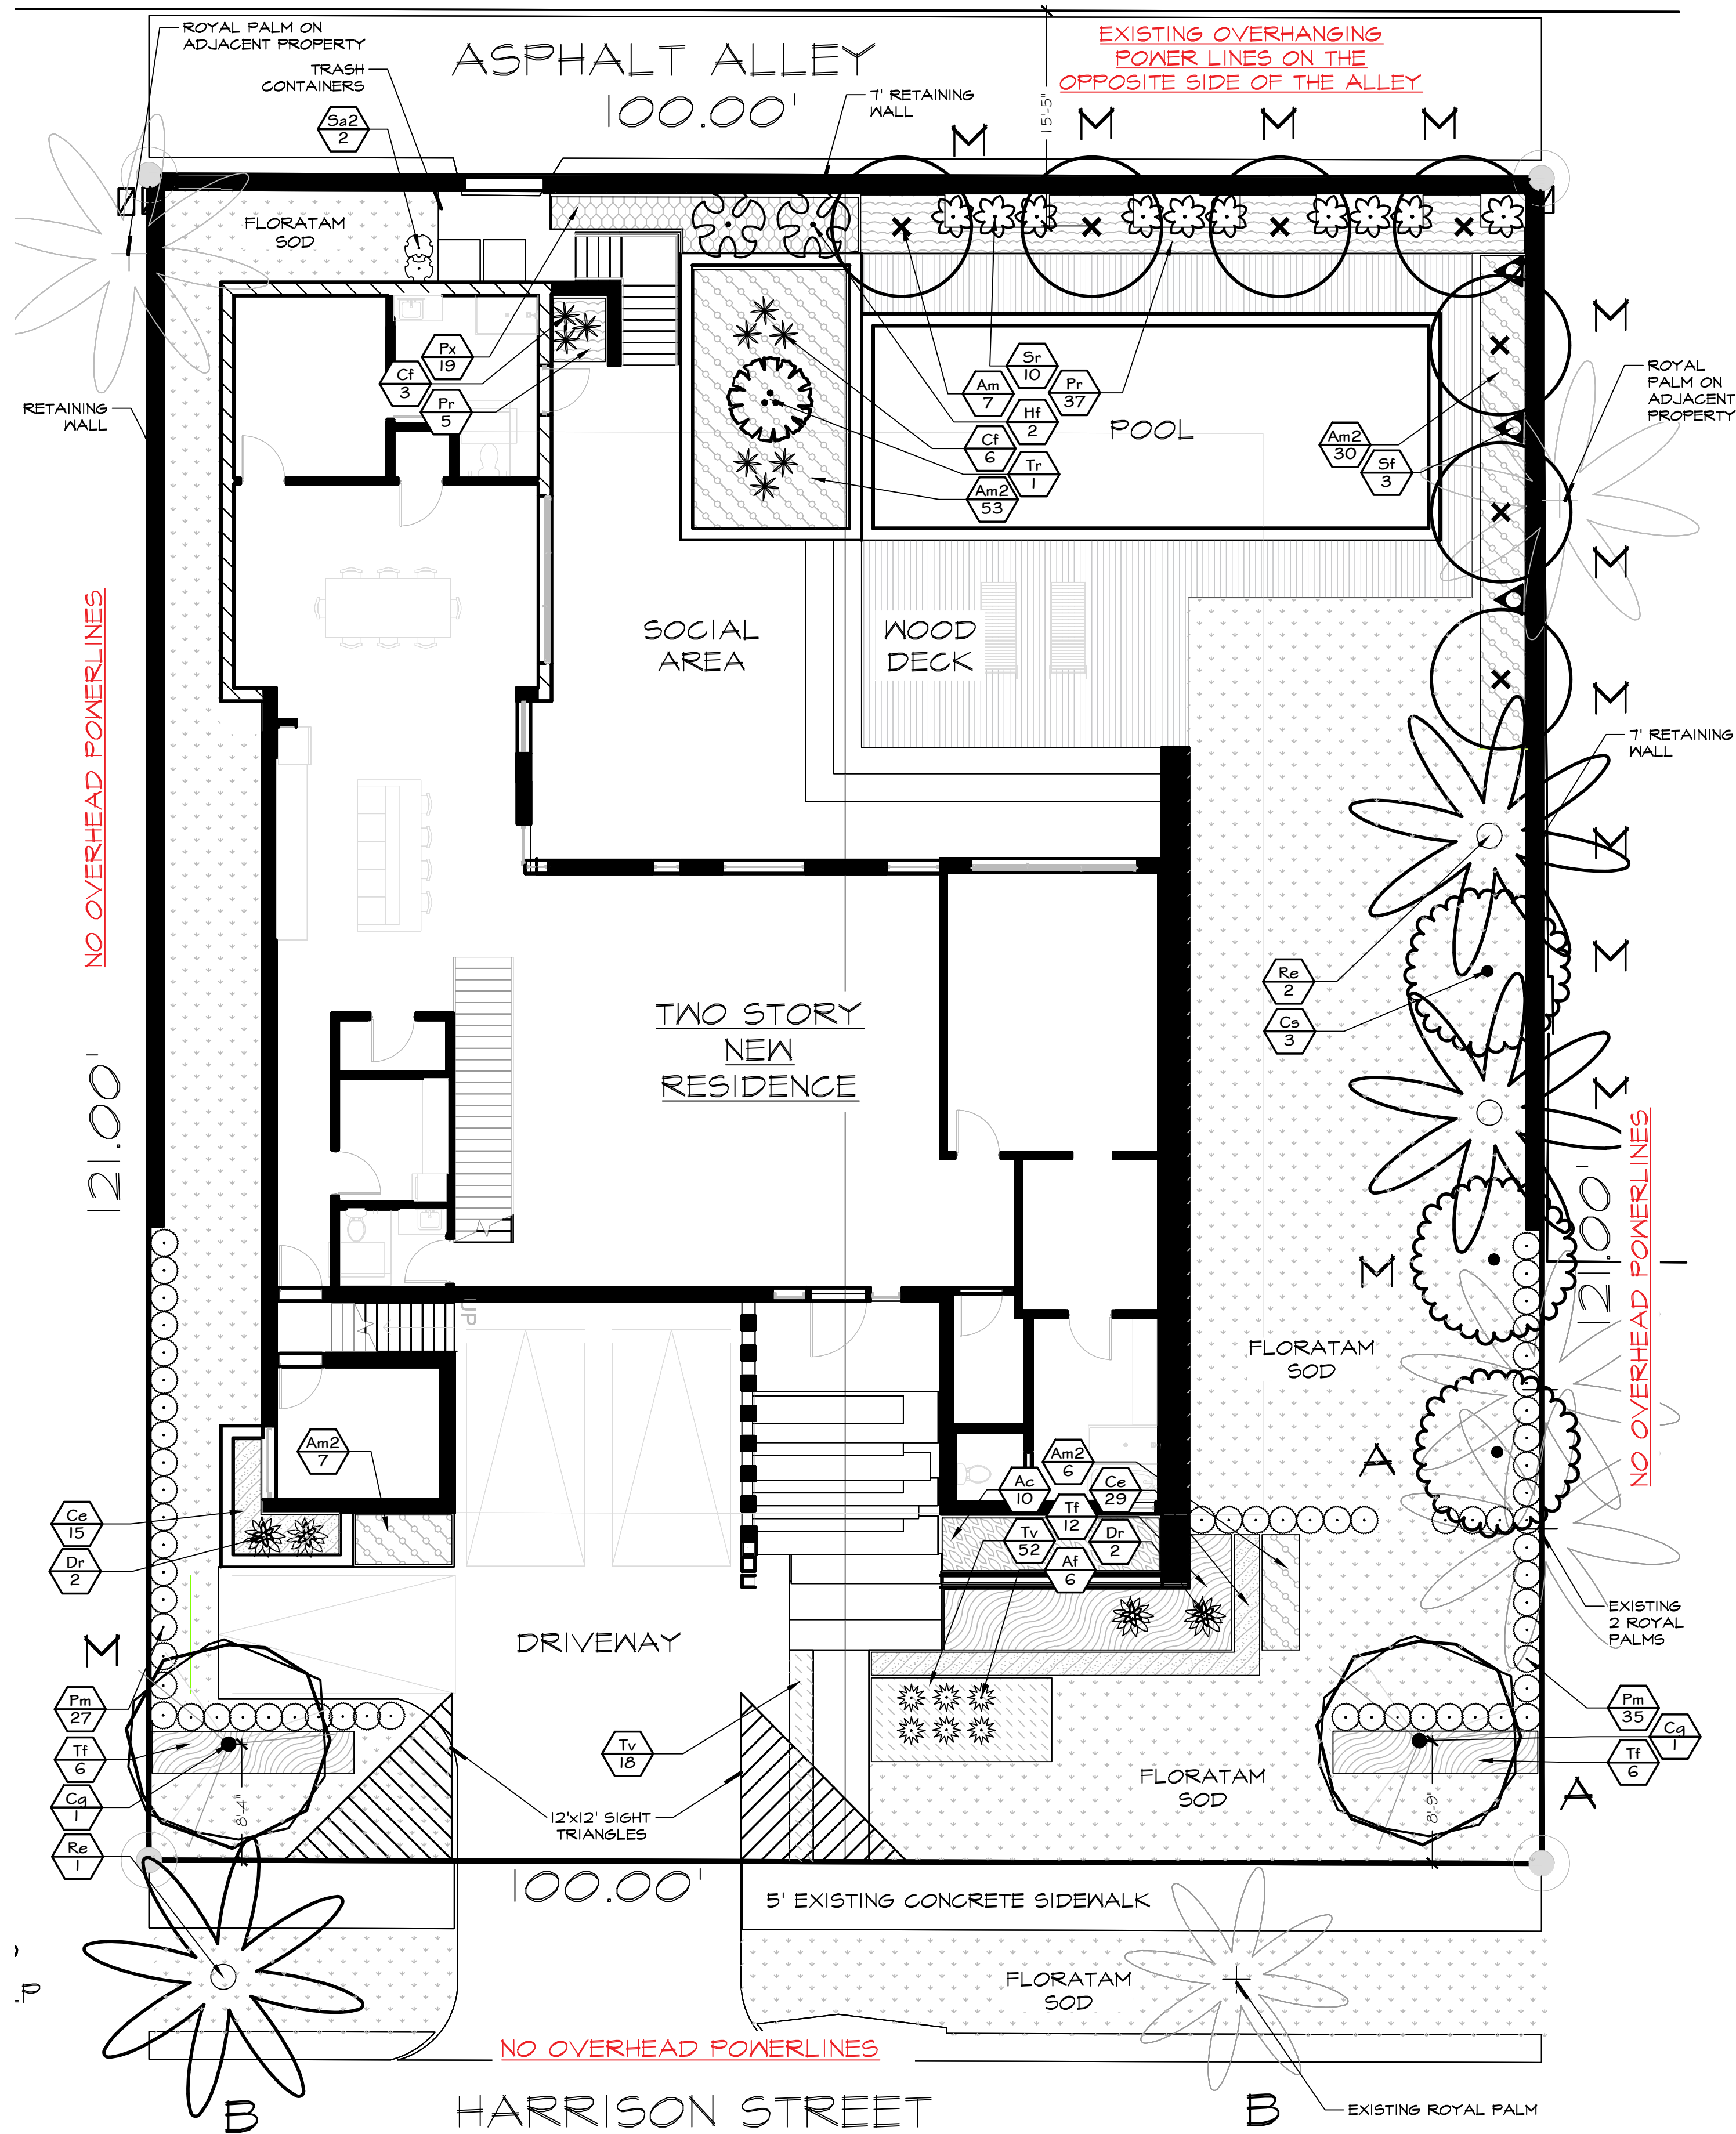 ROYAL PALM ON
ADJACENT PROPERTY
TRASH
CONTAINERS
Sa2
2
ASPHALT ALLEY
100.00'
7' RETAINING
WALL
15'-5"
EXISTING OVERHANGING
POWER LINES ON THE
OPPOSITE SIDE OF THE ALLEY
M
M
M
M
FLORATAM
SOD
Px
19
Cf
3
Pr
5
RETAINING
WALL
Sr
10
Am
7
Pr
37
Hf
2
Cf
6
Tr
1
Am2
53
POOL
Am2
30
Sf
3
M
ROYAL
PALM ON
ADJACENT
PROPERTY
M
M
7' RETAINING
WALL
M
M
M
NO OVERHEAD POWERLINES
SOCIAL
AREA
WOOD
DECK
121.00'
TWO STORY
NEW
RESIDENCE
Re
2
Cs
3
NO OVERHEAD POWERLINES
121.00'
M
UP
FLORATAM
SOD
A
Am2
7
Am2
6
Ac
10
Ce
29
Tf
12
Tv
52
Dr
2
Af
6
Ce
15
Dr
2
EXISTING
2 ROYAL
PALMS
M
DRIVEWAY
Pm
27
Tf
6
Cg
1
Re
1
8'-4"
Tv
18
12'x12' SIGHT
TRIANGLES
FLORATAM
SOD
8'-9"
Pm
35
Cg
1
Tf
6
A
100.00'
5' EXISTING CONCRETE SIDEWALK
FLORATAM
SOD
P
NO OVERHEAD POWERLINES
B
HARRISON STREET
B
EXISTING ROYAL PALM